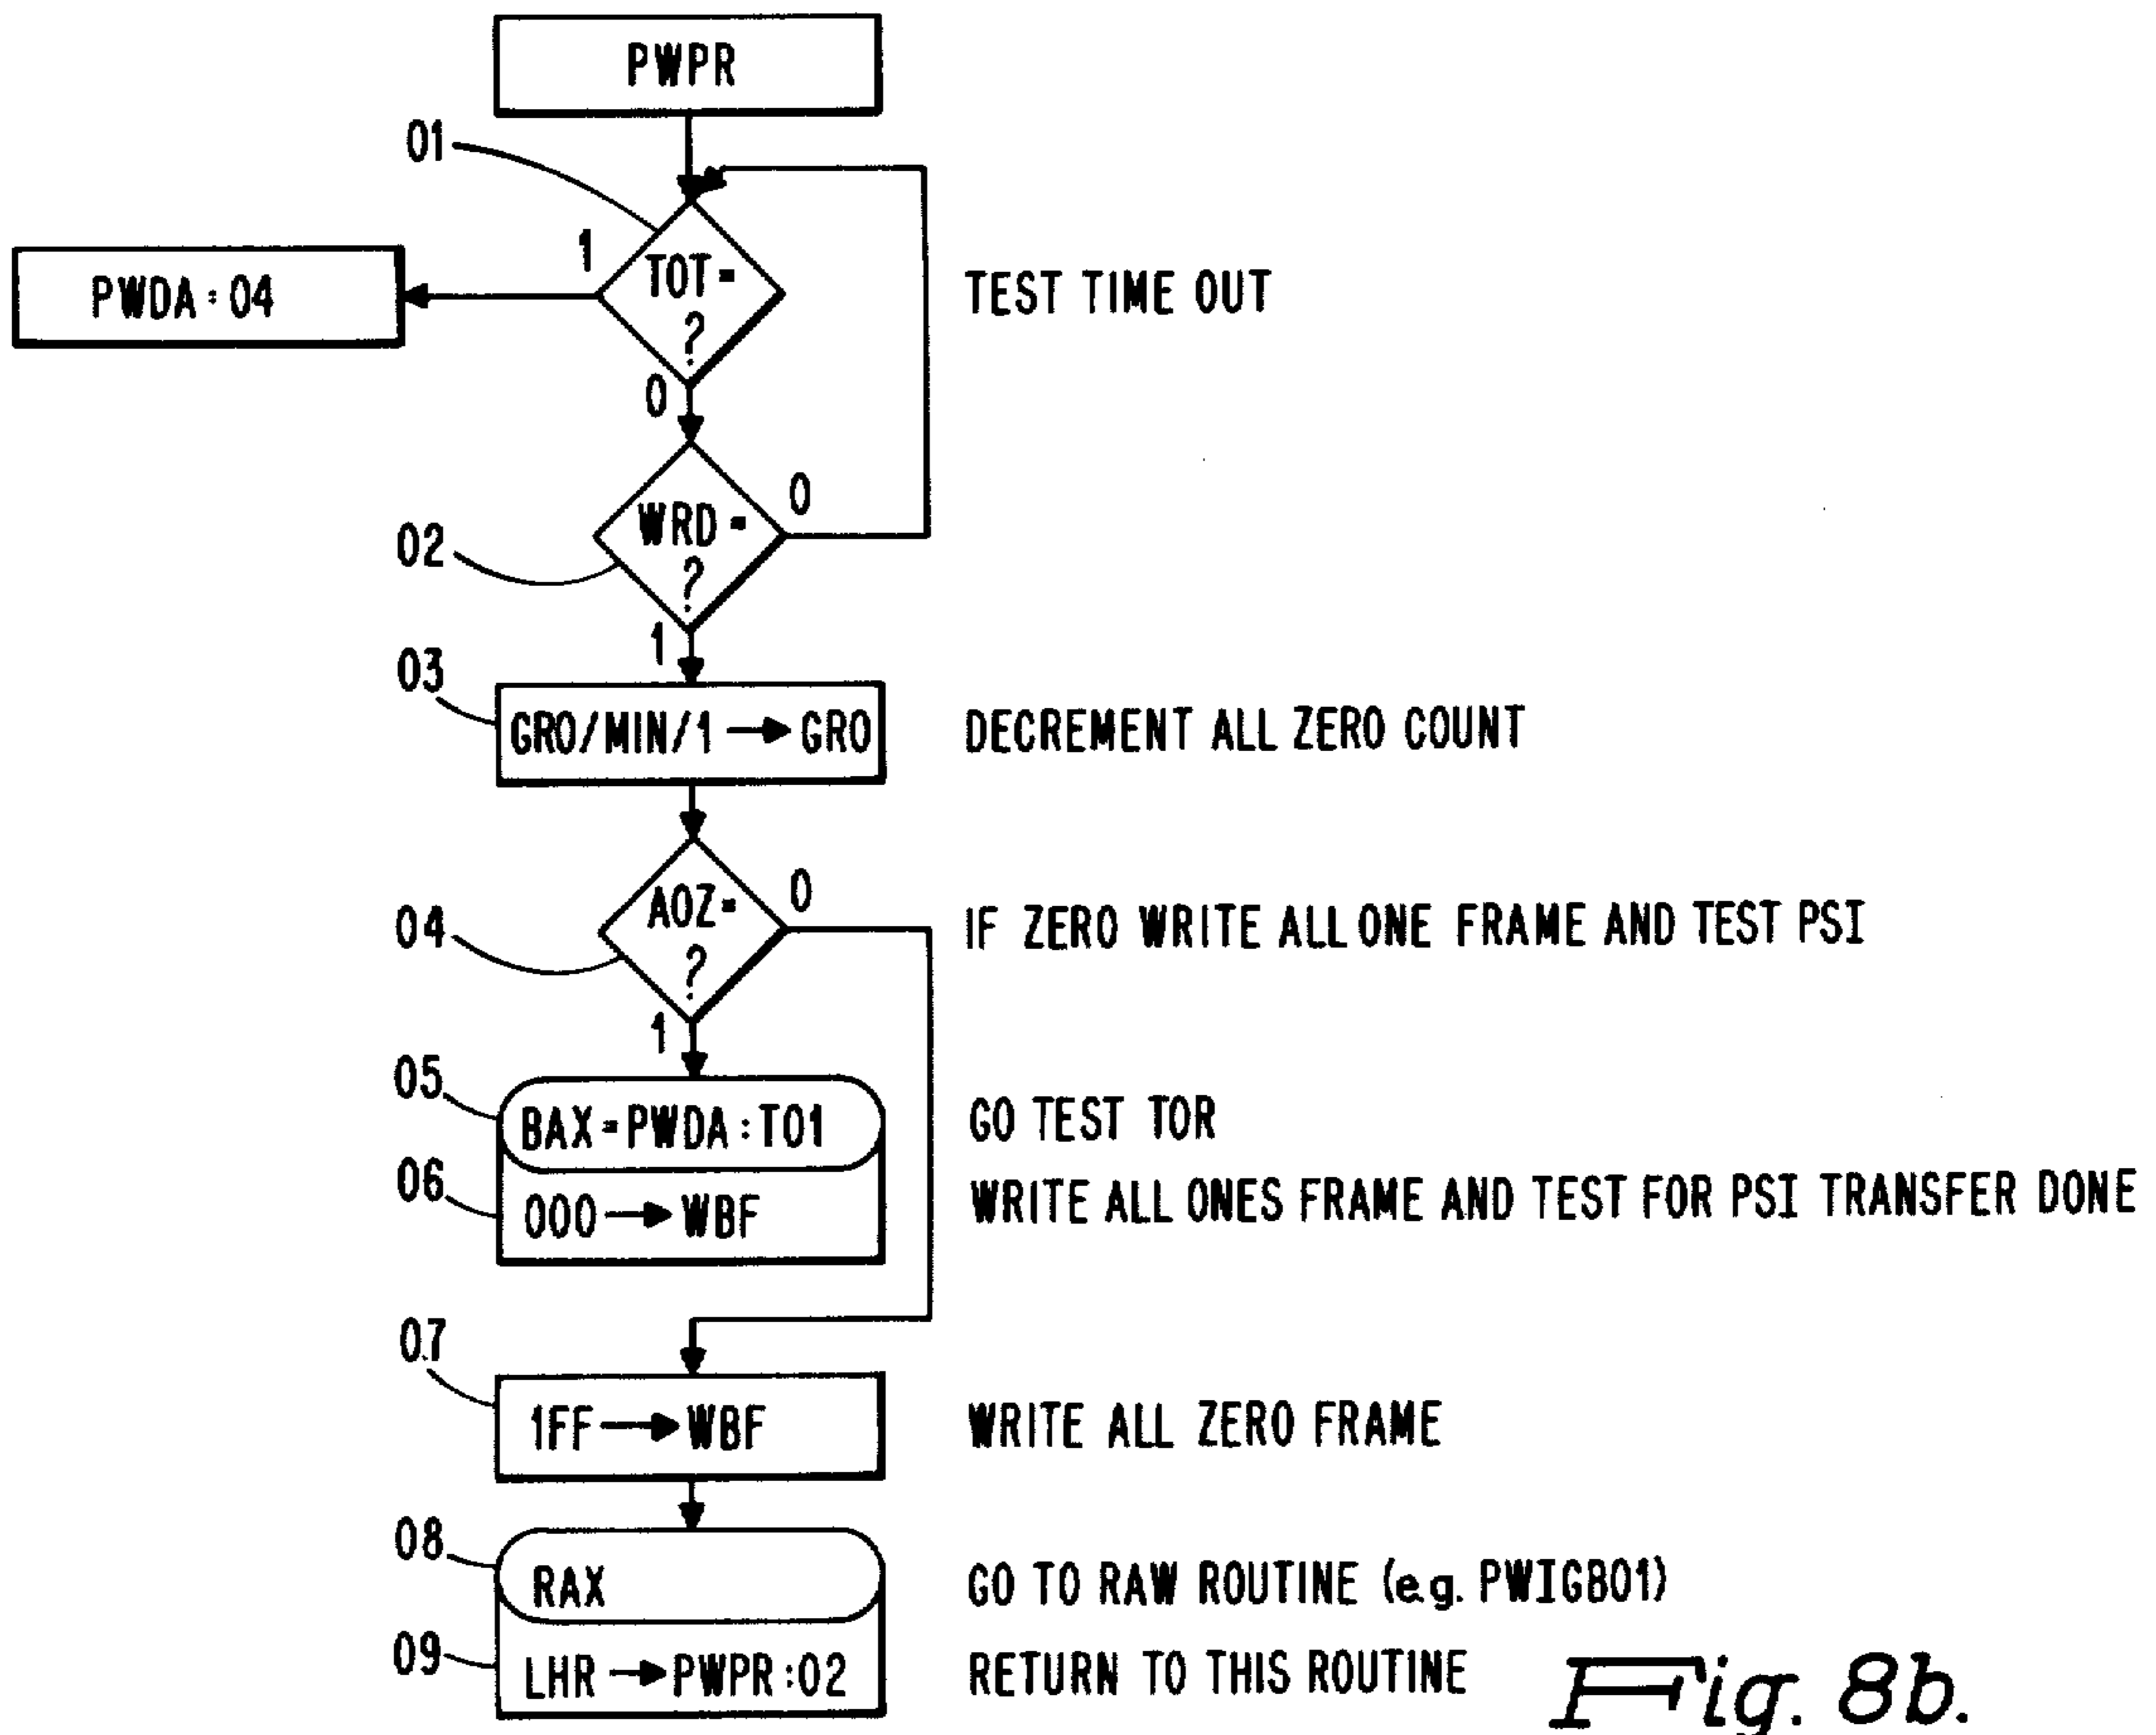 PWPR
01
1
TOT=
?
TEST TIME OUT
PWDA:04
0
WRD=
?
0
02
1
03
GRO/MIN/1→GRO
DECREMENT ALL ZERO COUNT
AOZ=
?
0
04
IF ZERO WRITE ALL ONE FRAME AND TEST PSI
1
05
BAX=PWDA:T01
GO TEST TOR
06
000→WBF
WRITE ALL ONES FRAME AND TEST FOR PSI TRANSFER DONE
07
1FF→WBF
WRITE ALL ZERO FRAME
08
RAX
GO TO RAW ROUTINE (e.g. PWIGB01)
09
LHR→PWPR:02
RETURN TO THIS ROUTINE
Fig. 8b.